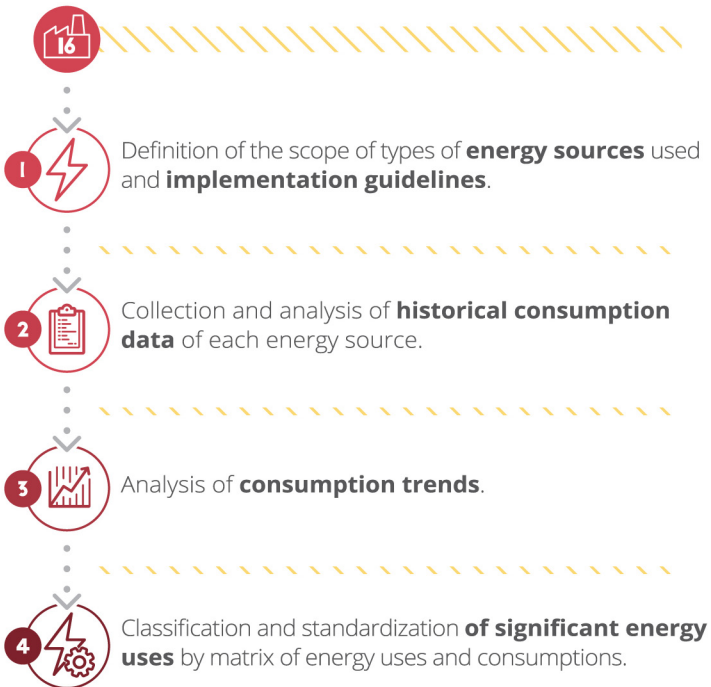 16
1
Definition of the scope of types of energy sources used
and implementation guidelines.
2
Collection and analysis of historical consumption
data of each energy source.
3
Analysis of consumption trends.
4
Classification and standardization of significant energy
uses by matrix of energy uses and consumptions.